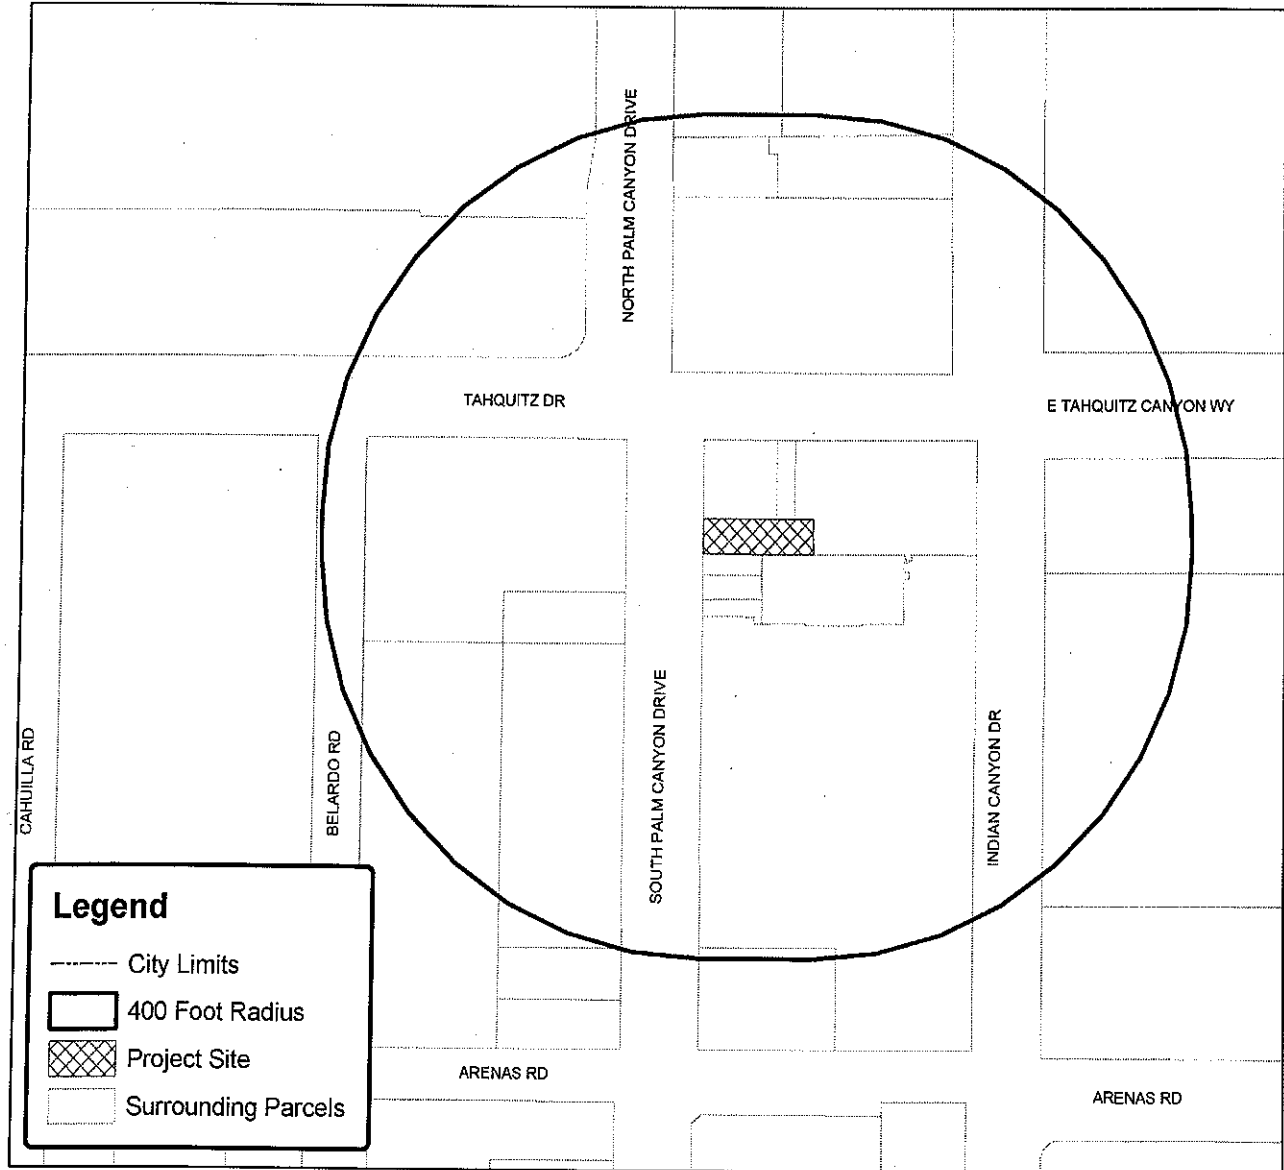 NORTH PALM CANYON DRIVE
TAHQUITZ DR
E TAHQUITZ CANYON WY
CAHUILLA RD
BELARDO RD
SOUTH PALM CANYON DRIVE
INDIAN CANYON DR
Legend
City Limits
400 Foot Radius
Project Site
Surrounding Parcels
ARENAS RD
ARENAS RD